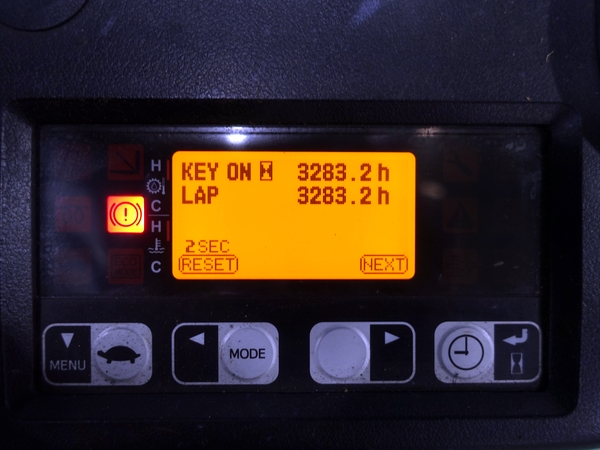 H
C
H
C
KEY ON 3283.2 h
LAP 3283.2 h
2SEC
RESET NEXT
MENU
MODE